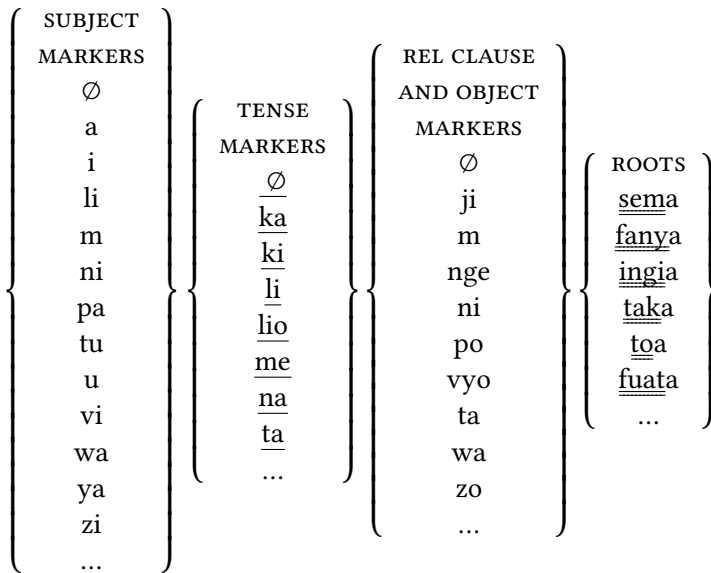 SUBJECT
MARKERS
∅
a
i
li
m
ni
pa
tu
u
vi
wa
ya
zi
...
TENSE
MARKERS
∅
ka
ki
li
lio
me
na
ta
...
REL CLAUSE
AND OBJECT
MARKERS
∅
ji
m
nge
ni
po
vyo
ta
wa
zo
...
ROOTS
sema
fanya
ingia
taka
toa
fuata
...